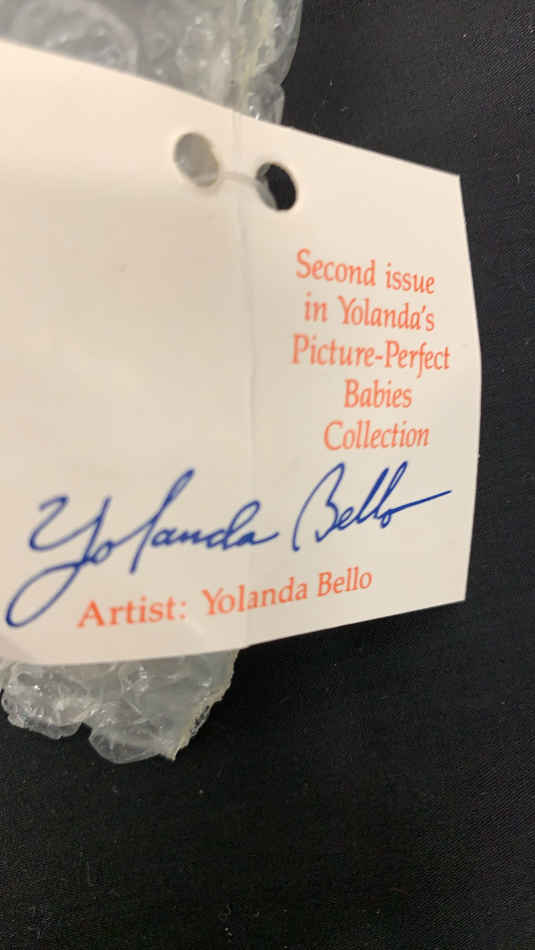 Second issue
in Yolanda's
Picture-Perfect
Babies
Collection
Yolanda Bello
Artist: Yolanda Bello